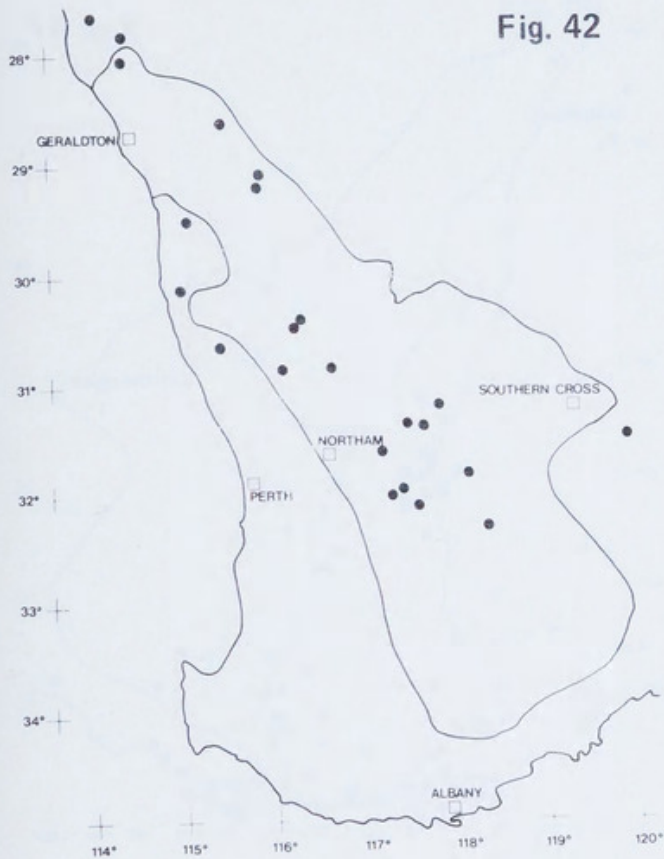 Fig. 42
28°
GERALDTON
29°
30°
31°
SOUTHERN CROSS
NORTHAM
32°
PERTH
33°
34°
ALBANY
114° 115° 116° 117° 118° 119° 120°